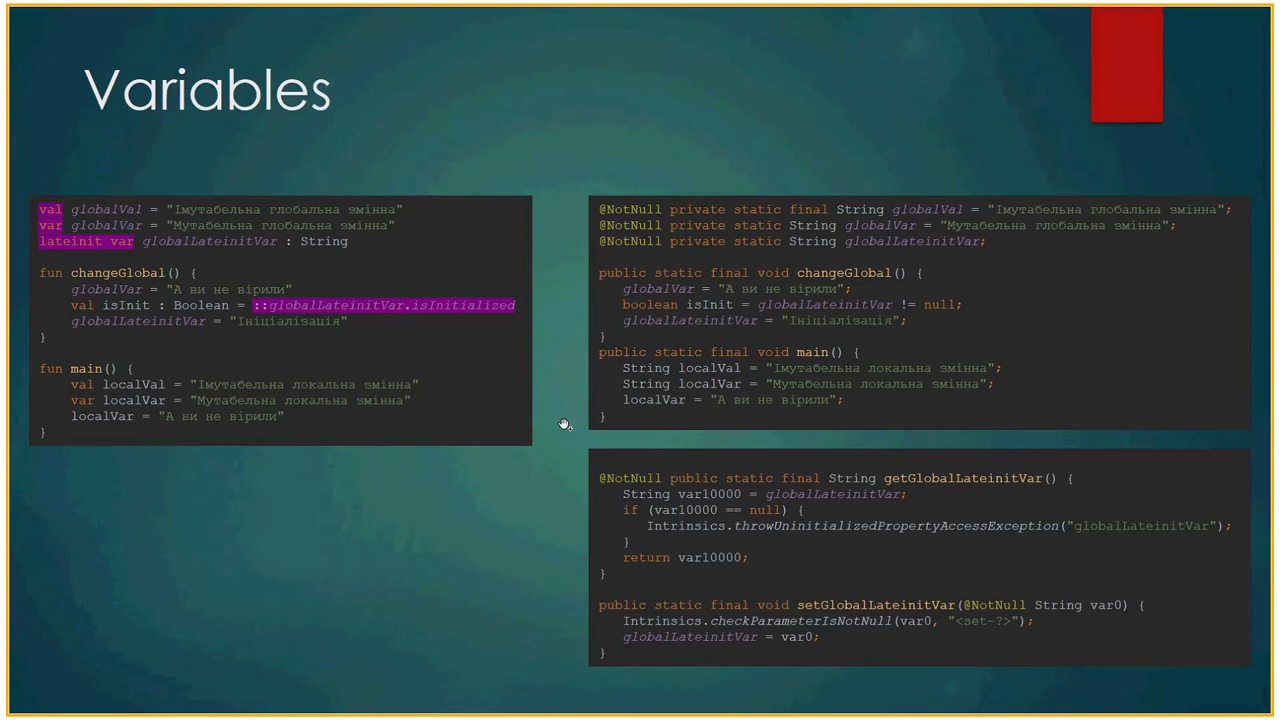 Variables
val globalVal = "Імутабельна глобальна змінна"
var globalVar = "Мутабельна глобальна змінна"
lateinit var globalLateinitVar : String
fun changeGlobal() {
globalVar = "А ви не вірили"
val isInit : Boolean = ::globalLateinitVar.isInitialized
globalLateinitVar = "Ініціалізація"
}
fun main() {
val localVal = "Імутабельна локальна змінна"
var localVar = "Мутабельна локальна змінна"
localVar = "А ви не вірили"
}
@NotNull private static final String globalVal = "Імутабельна глобальна змінна";
@NotNull private static String globalVar = "Мутабельна глобальна змінна";
@NotNull private static String globalLateinitVar;
public static final void changeGlobal() {
globalVar = "А ви не вірили";
boolean isInit = globalLateinitVar != null;
globalLateinitVar = "Ініціалізація";
}
public static final void main() {
String localVal = "Імутабельна локальна змінна";
String localVar = "Мутабельна локальна змінна";
localVar = "А ви не вірили";
}
@NotNull public static final String getGlobalLateinitVar() {
String var10000 = globalLateinitVar;
if (var10000 == null) {
Intrinsics.throwUninitializedPropertyAccessException("globalLateinitVar");
}
return var10000;
}
public static final void setGlobalLateinitVar(@NotNull String var0) {
Intrinsics.checkParameterIsNotNull(var0, "<set-?>");
globalLateinitVar = var0;
}